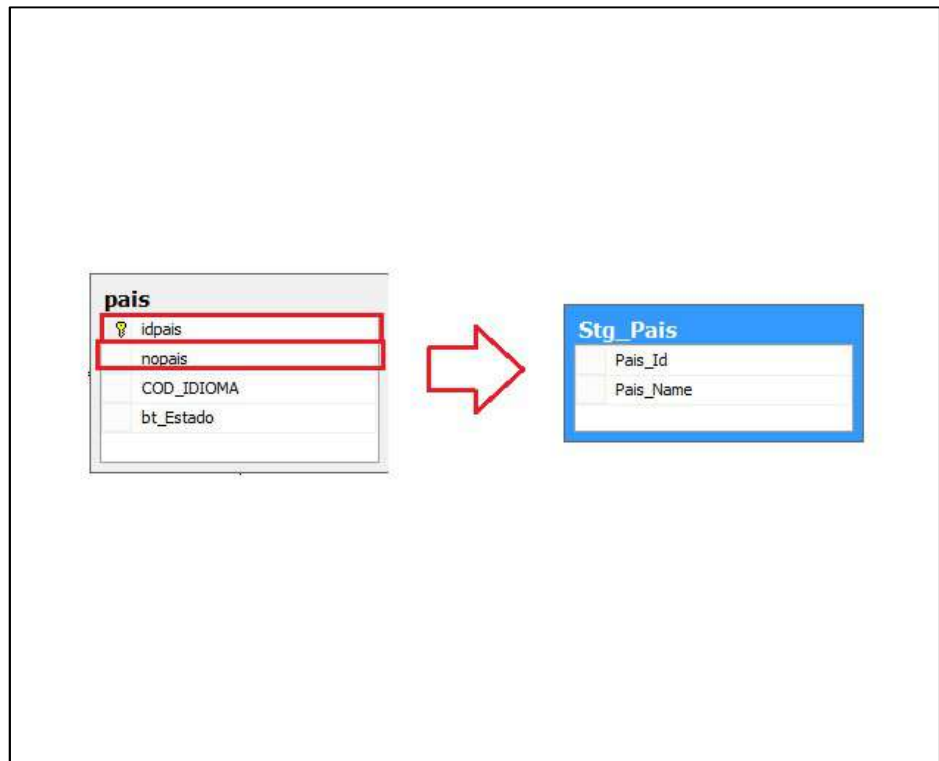 pais
idpais
nopais
COD_IDIOMA
bt_Estado
Stg_Pais
Pais_Id
Pais_Name